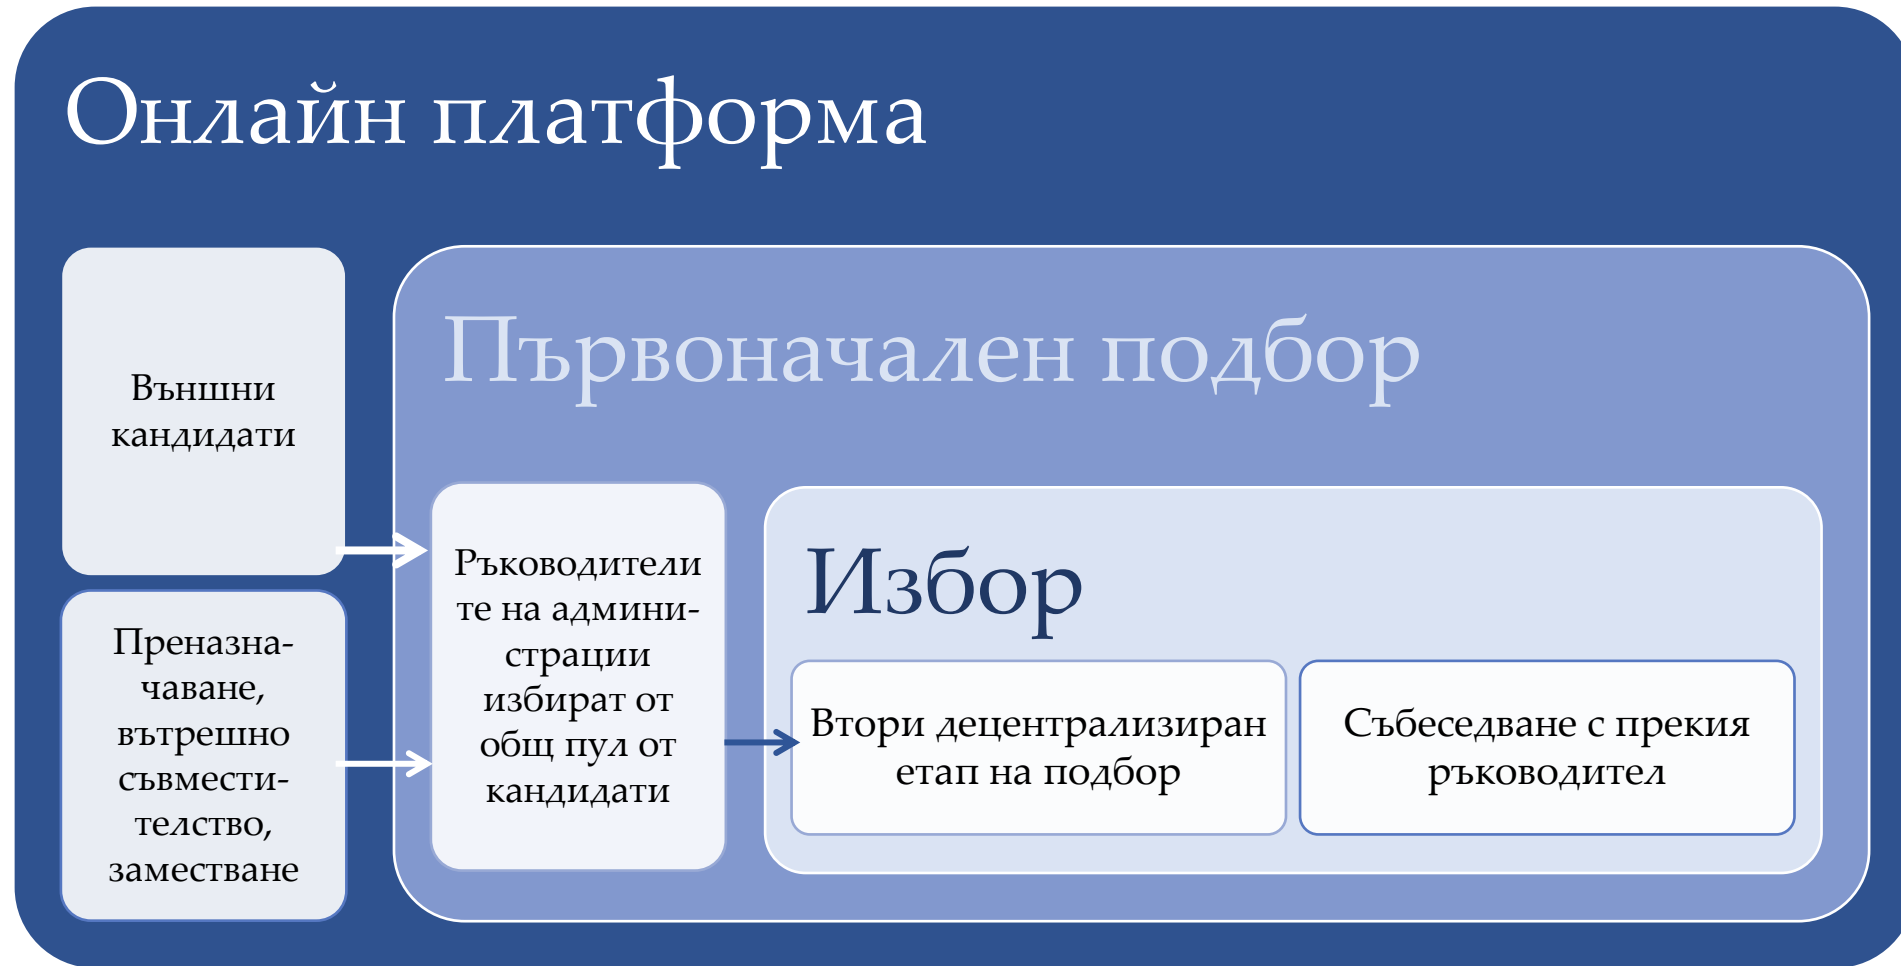 Онлайн платформа
Външни
кандидати
Преназна-
чаване,
вътрешно
съвмести-
телство,
заместване
Първоначален подбор
Ръководители
те на админи-
страции
избират от
общ пул от
кандидати
Избор
Втори децентрализиран
етап на подбор
Събеседване с прекия
ръководител